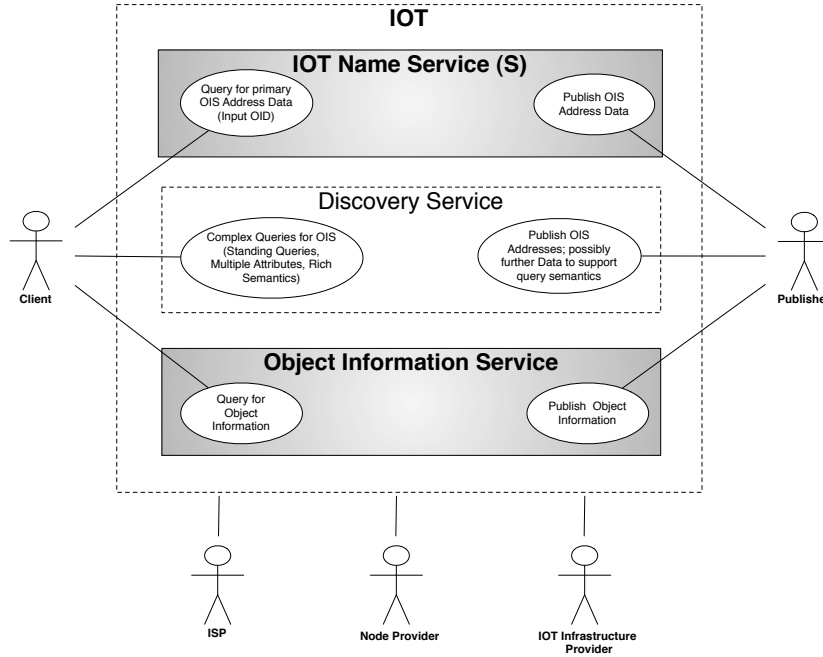 IOT
IOT Name Service (S)
Query for primary
OIS Address Data
(Input OID)
Publish OIS
Address Data
Discovery Service
Complex Queries for OIS
(Standing Queries,
Multiple Attributes, Rich
Semantics)
Publish OIS
Addresses; possibly
further Data to support
query semantics
Client
Publishe
Object Information Service
Query for
Object
Information
Publish Object
Information
ISP
Node Provider
IOT Infrastructure
Provider